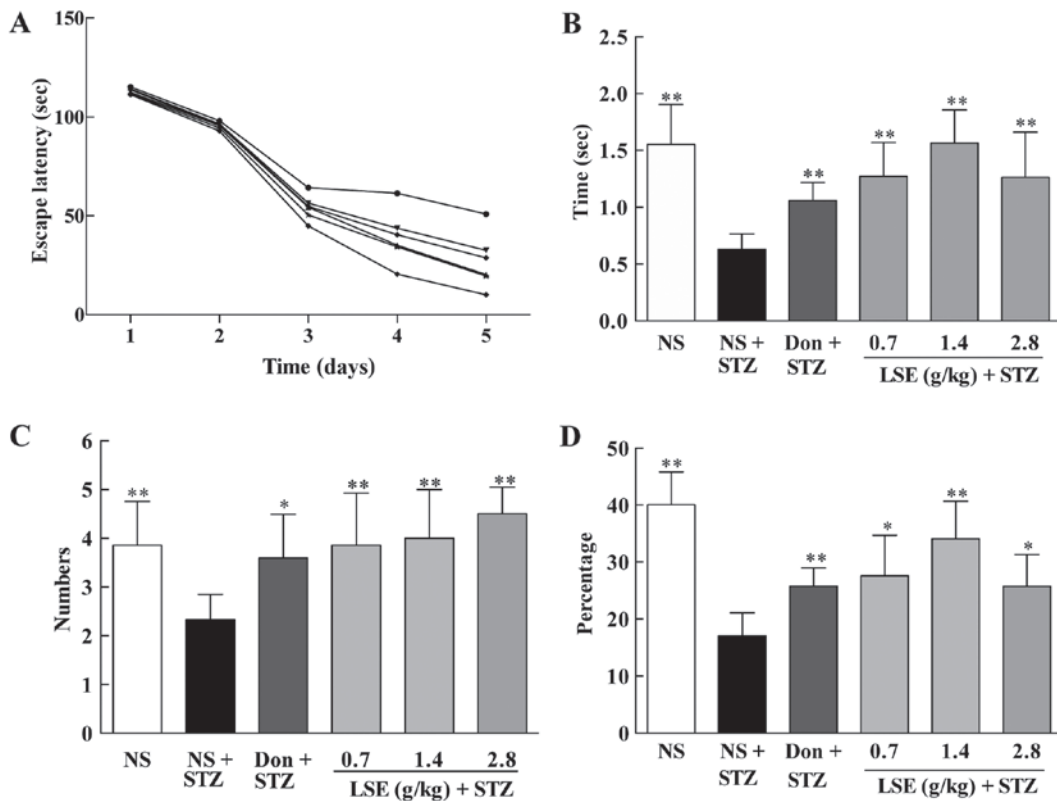 A
150
100
50
0
Escape latency (sec)
1 2 3 4 5
Time (days)
B
2.5
2.0
1.5
1.0
0.5
0.0
Time (sec)
** ** ** ** **
NS NS + STZ Don + STZ 0.7 1.4 2.8
LSE (g/kg) + STZ
C
6
5
4
3
2
1
0
Numbers
** * ** ** **
NS NS + STZ Don + STZ 0.7 1.4 2.8
LSE (g/kg) + STZ
D
50
40
30
20
10
0
Percentage
** ** * ** *
NS NS + STZ Don + STZ 0.7 1.4 2.8
LSE (g/kg) + STZ